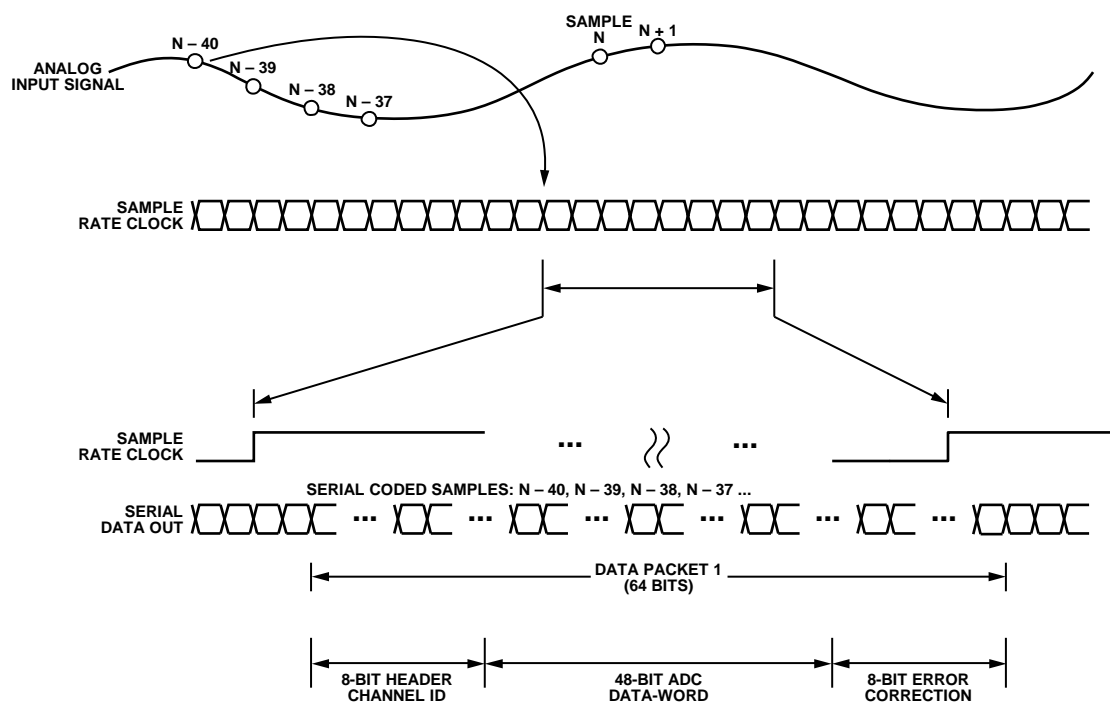 SAMPLE
N
N + 1
N – 40
N – 39
N – 38
N – 37
ANALOG
INPUT SIGNAL
SAMPLE
RATE CLOCK
SAMPLE
RATE CLOCK
...
...
SERIAL CODED SAMPLES: N – 40, N – 39, N – 38, N – 37 ...
SERIAL
DATA OUT
... ... ... ... ... ...
DATA PACKET 1
(64 BITS)
8-BIT HEADER
CHANNEL ID
48-BIT ADC
DATA-WORD
8-BIT ERROR
CORRECTION